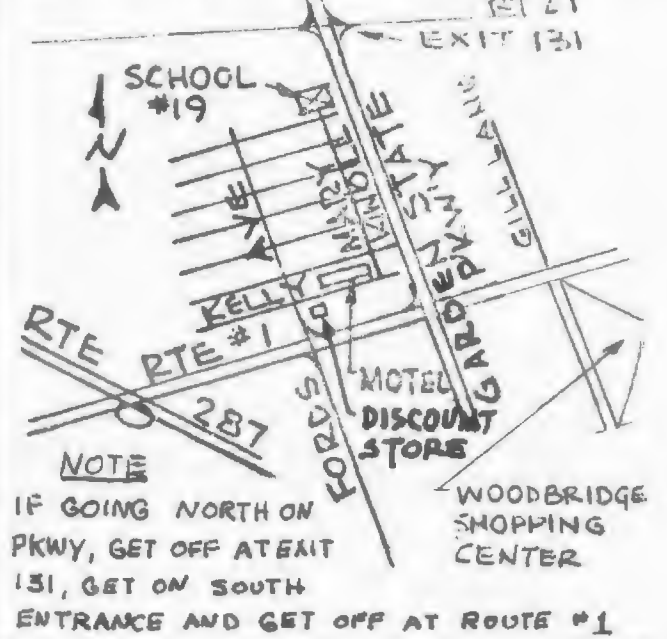 EXIT 131
SCHOOL
#19
N
GARDEN STATE
PKWY
GILL LANE
AVE
KELLY
RTE
RTE #1
287
FORDS
MOTEL
DISCOUNT
STORE
WOODBRIDGE
SHOPPING
CENTER
NOTE
IF GOING NORTH ON
PKWY, GET OFF AT EXIT
131, GET ON SOUTH
ENTRANCE AND GET OFF AT ROUTE #1